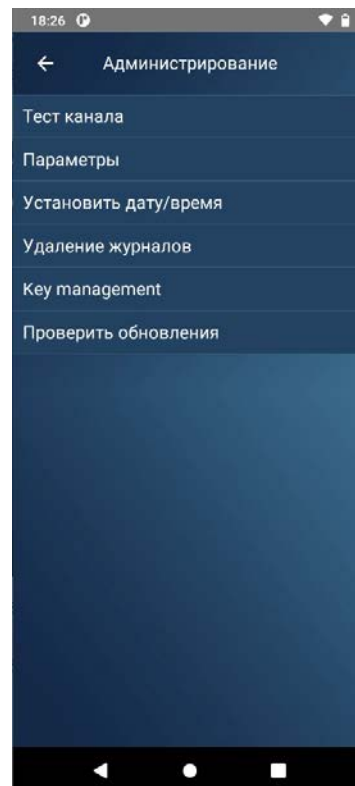 18:26
Администрирование
Тест канала
Параметры
Установить дату/время
Удаление журналов
Key management
Проверить обновления